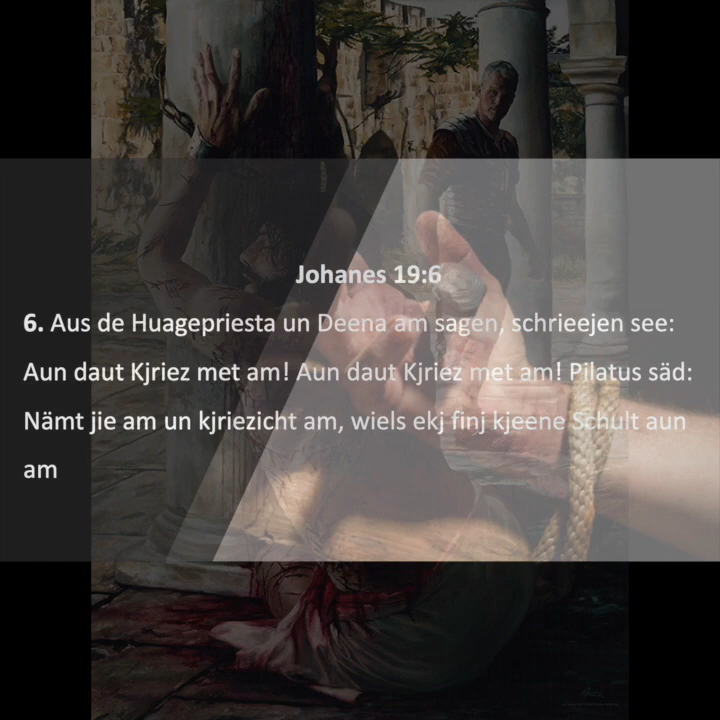 Johanes 19:6
6. Aus de Huagepriesta un Deena am sagen, schrieejen see:
Aun daut Kjriez met am! Aun daut Kjriez met am! Pilatus säd:
Nämt jie am un kjriezicht am, wiels ekj finj kjeene Schult aun
am